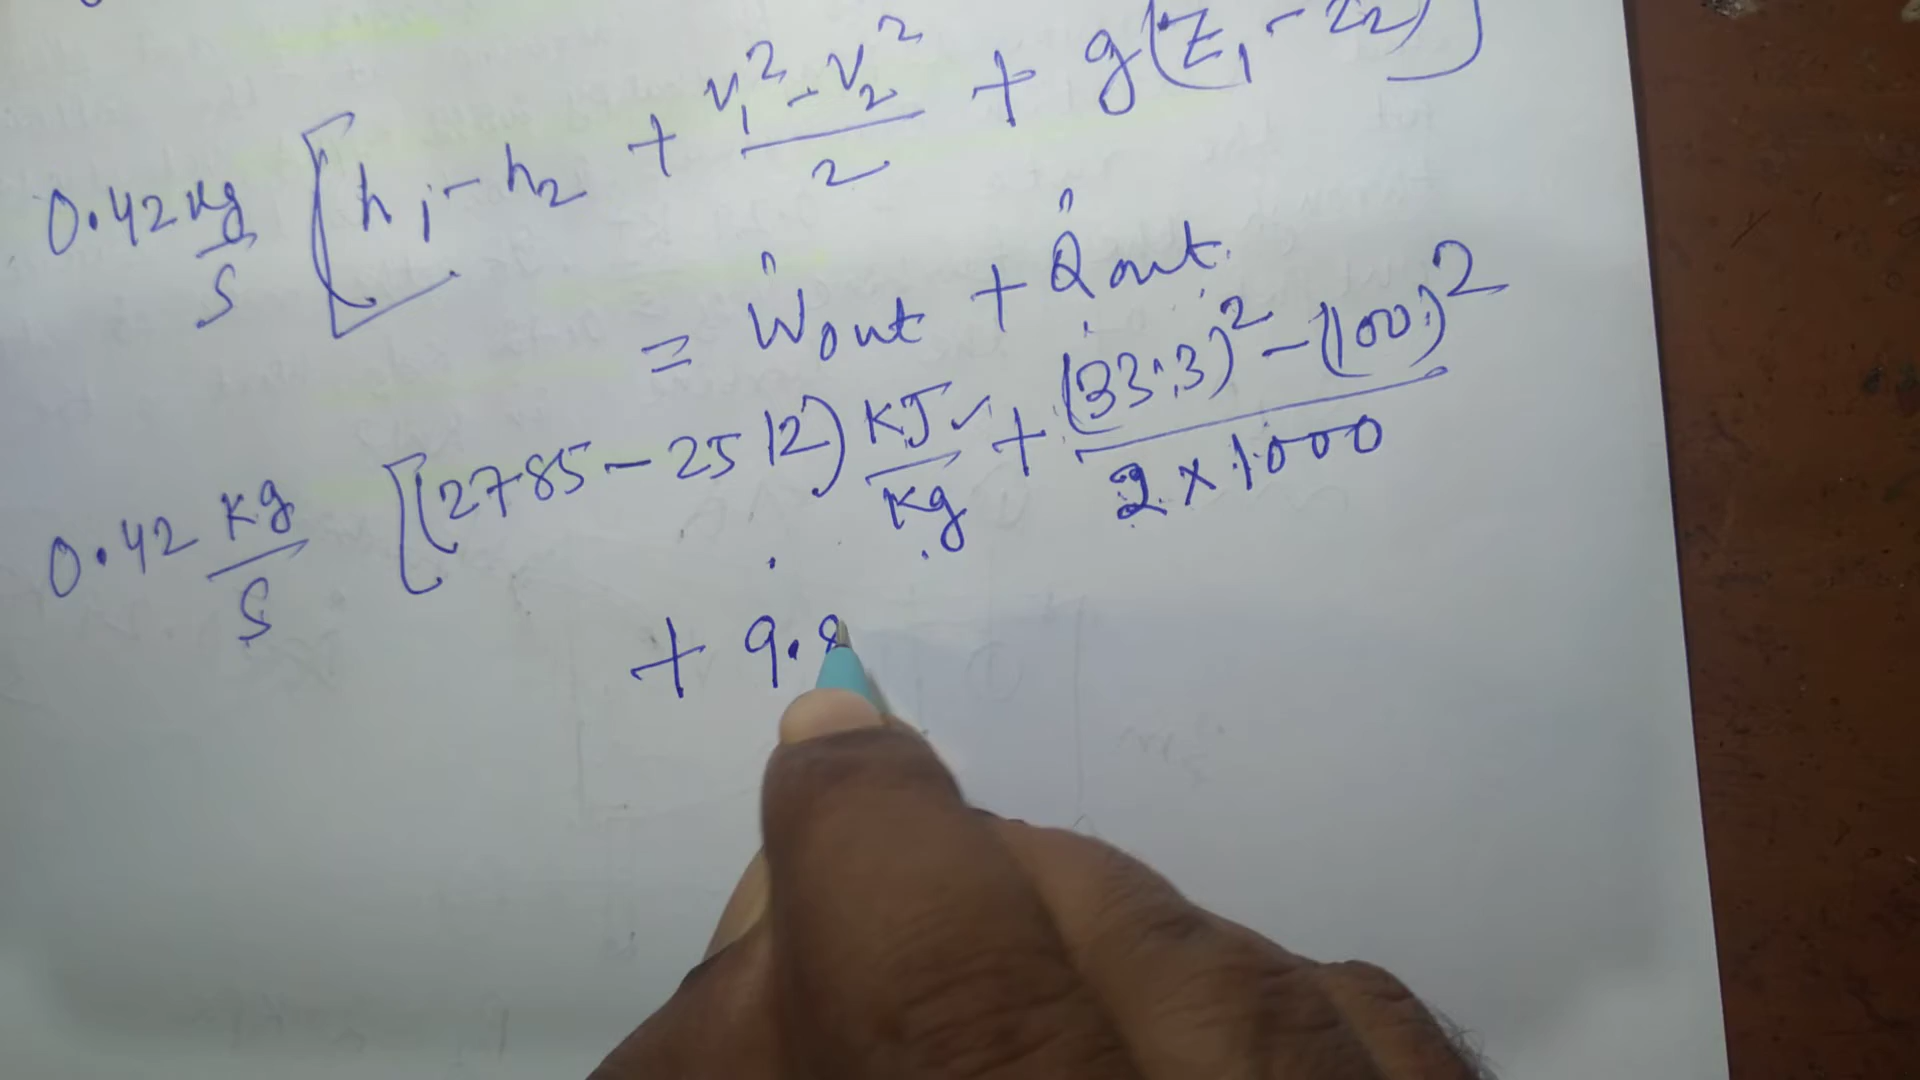 0.42 kg/s [h1 - h2 + (V1² - V2²)/2 + g(Z1 - Z2)]
= Ẇout + Q̇out.
0.42 kg/s [(2785 - 2512) KJ/kg + ((33.3)² - (100)²)/(2 × 1000)
+ 9.8